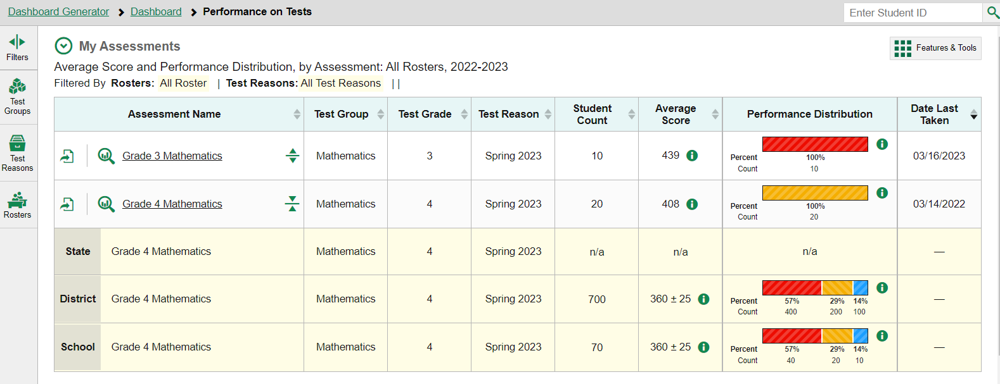 Dashboard Generator > Dashboard > Performance on Tests
Enter Student ID
Filters
Test Groups
Test Reasons
Rosters
My Assessments
Features & Tools
Average Score and Performance Distribution, by Assessment: All Rosters, 2022-2023
Filtered By Rosters: All Roster | Test Reasons: All Test Reasons | |
Assessment Name Test Group Test Grade Test Reason Student Count Average Score Performance Distribution Date Last Taken
Grade 3 Mathematics Mathematics 3 Spring 2023 10 439 03/16/2023
Percent 100%
Count 10
Grade 4 Mathematics Mathematics 4 Spring 2023 20 408 03/14/2022
Percent 100%
Count 20
State Grade 4 Mathematics Mathematics 4 Spring 2023 n/a n/a n/a —
District Grade 4 Mathematics Mathematics 4 Spring 2023 700 360 ± 25 —
Percent 57% 29% 14%
Count 400 200 100
School Grade 4 Mathematics Mathematics 4 Spring 2023 70 360 ± 25 —
Percent 57% 29% 14%
Count 40 20 10